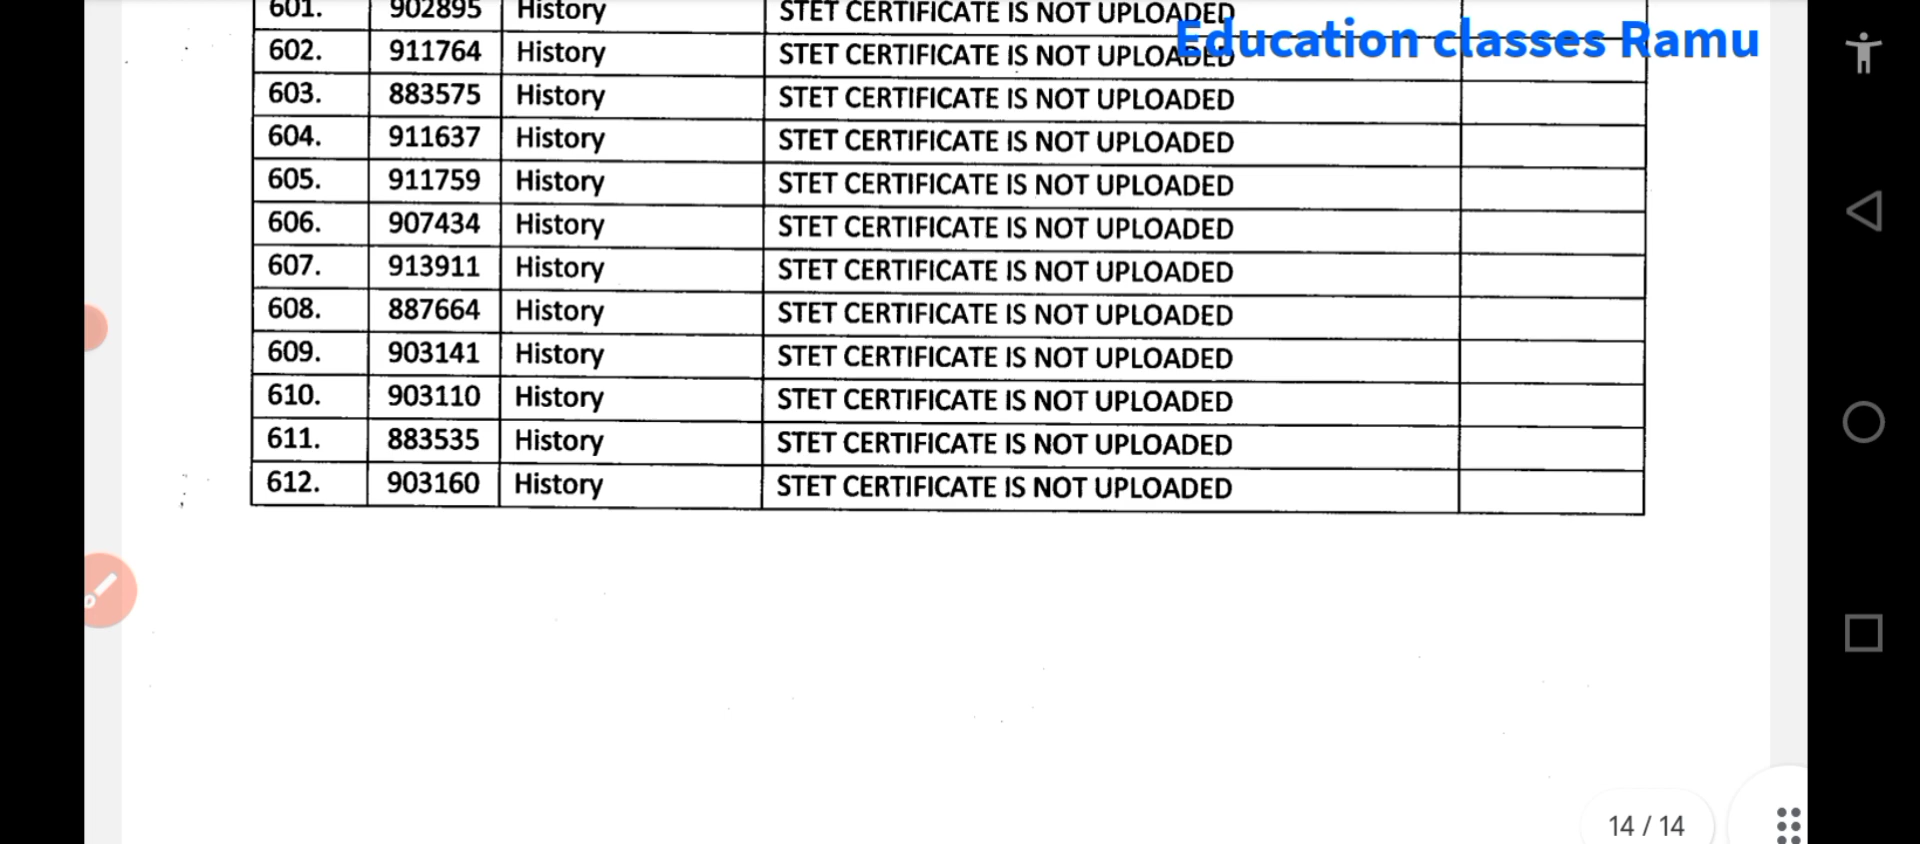 601. 902895 History STET CERTIFICATE IS NOT UPLOADED
Education classes Ramu
602. 911764 History STET CERTIFICATE IS NOT UPLOADED
603. 883575 History STET CERTIFICATE IS NOT UPLOADED
604. 911637 History STET CERTIFICATE IS NOT UPLOADED
605. 911759 History STET CERTIFICATE IS NOT UPLOADED
606. 907434 History STET CERTIFICATE IS NOT UPLOADED
607. 913911 History STET CERTIFICATE IS NOT UPLOADED
608. 887664 History STET CERTIFICATE IS NOT UPLOADED
609. 903141 History STET CERTIFICATE IS NOT UPLOADED
610. 903110 History STET CERTIFICATE IS NOT UPLOADED
611. 883535 History STET CERTIFICATE IS NOT UPLOADED
612. 903160 History STET CERTIFICATE IS NOT UPLOADED
14 / 14